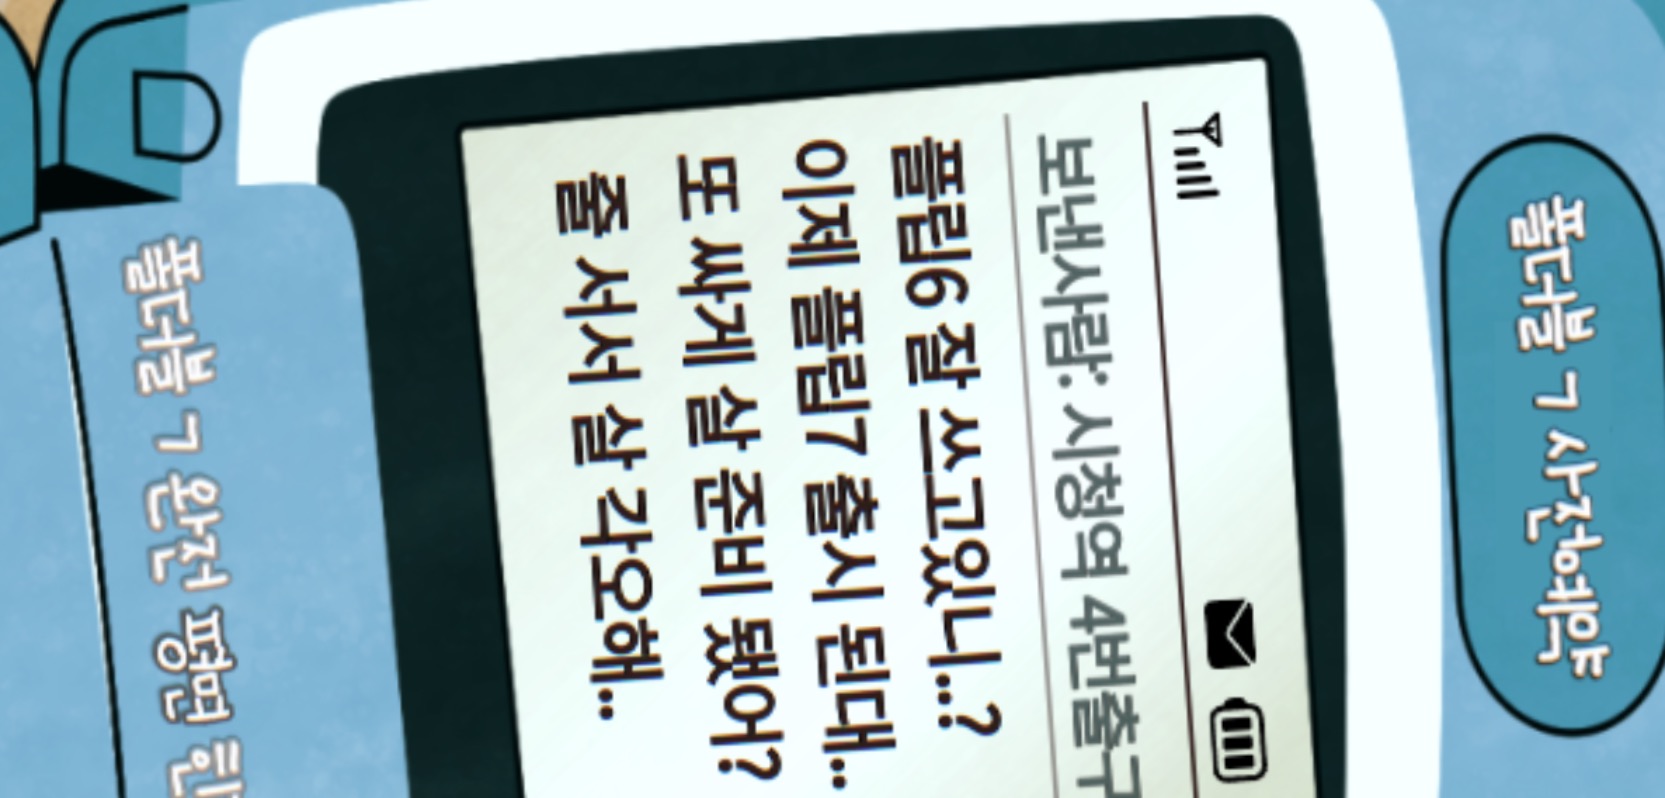 폴더블 7 사전예약
보낸사람: 시청역 4번출구
플립6 잘 쓰고있니...?
이제 플립7 출시 된대...
또 싸게 살 준비 됐어?
줄 서서 살 각오해...
폴더블 7 완전 평면